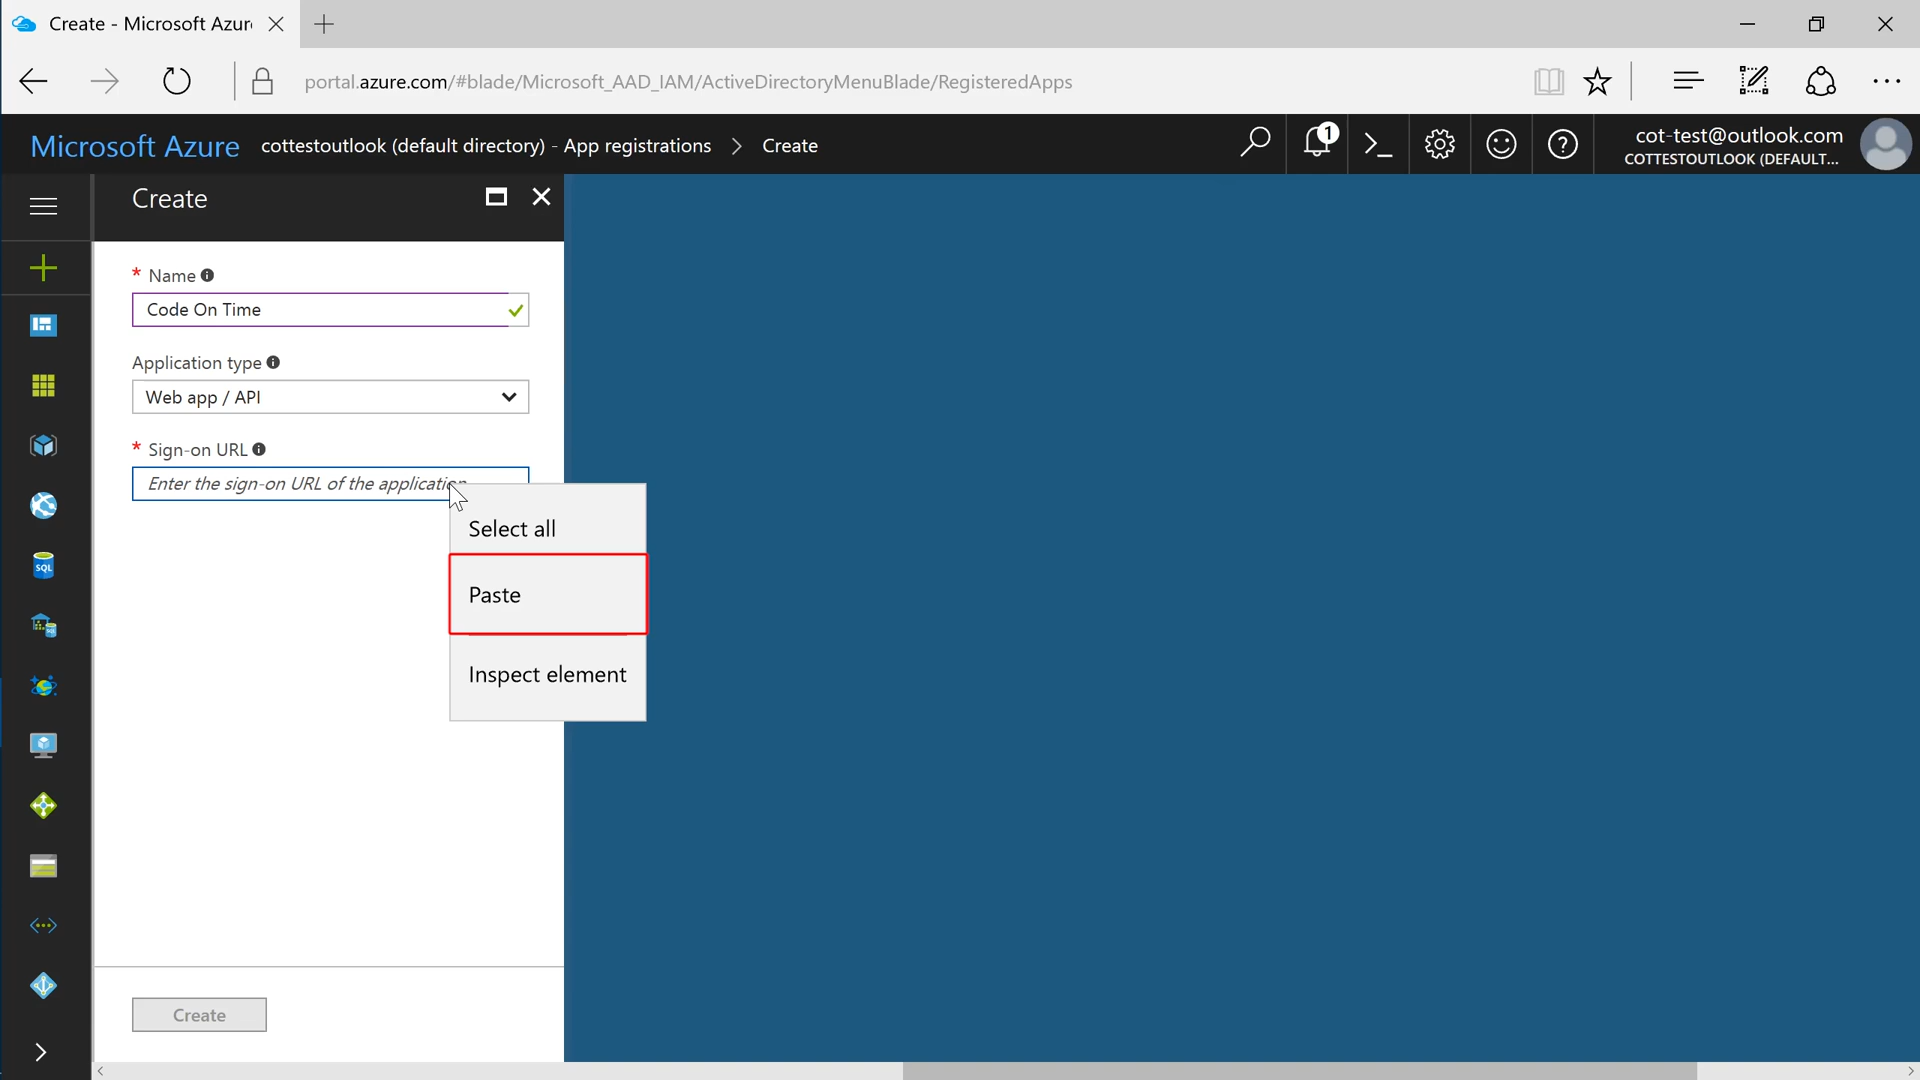 Create - Microsoft Azur
portal.azure.com/#blade/Microsoft_AAD_IAM/ActiveDirectoryMenuBlade/RegisteredApps
Microsoft Azure
cottestoutlook (default directory) - App registrations > Create
1
cot-test@outlook.com
COTTESTOUTLOOK (DEFAULT...
Create
* Name
Code On Time
Application type
Web app / API
* Sign-on URL
Enter the sign-on URL of the application
Select all
Paste
Inspect element
SQL
Create